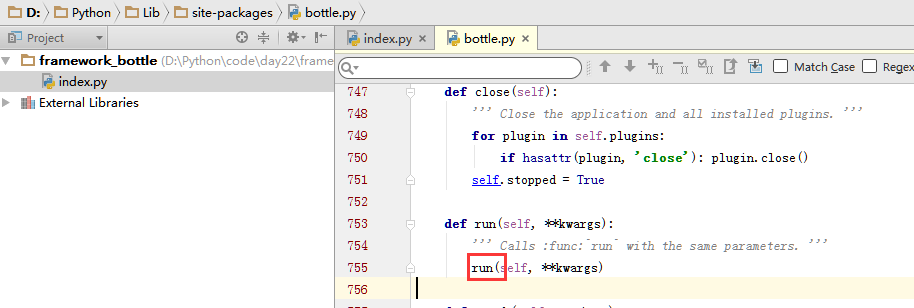 D: Python Lib site-packages bottle.py
Project
index.py × bottle.py ×
framework_bottle (D:\Python\code\day22\frame
index.py
External Libraries
Match Case Regex
747 def close(self):
748 ''' Close the application and all installed plugins. '''
749 for plugin in self.plugins:
750 if hasattr(plugin, 'close'): plugin.close()
751 self.stopped = True
752
753 def run(self, **kwargs):
754 ''' Calls :func:`run` with the same parameters. '''
755 run(self, **kwargs)
756